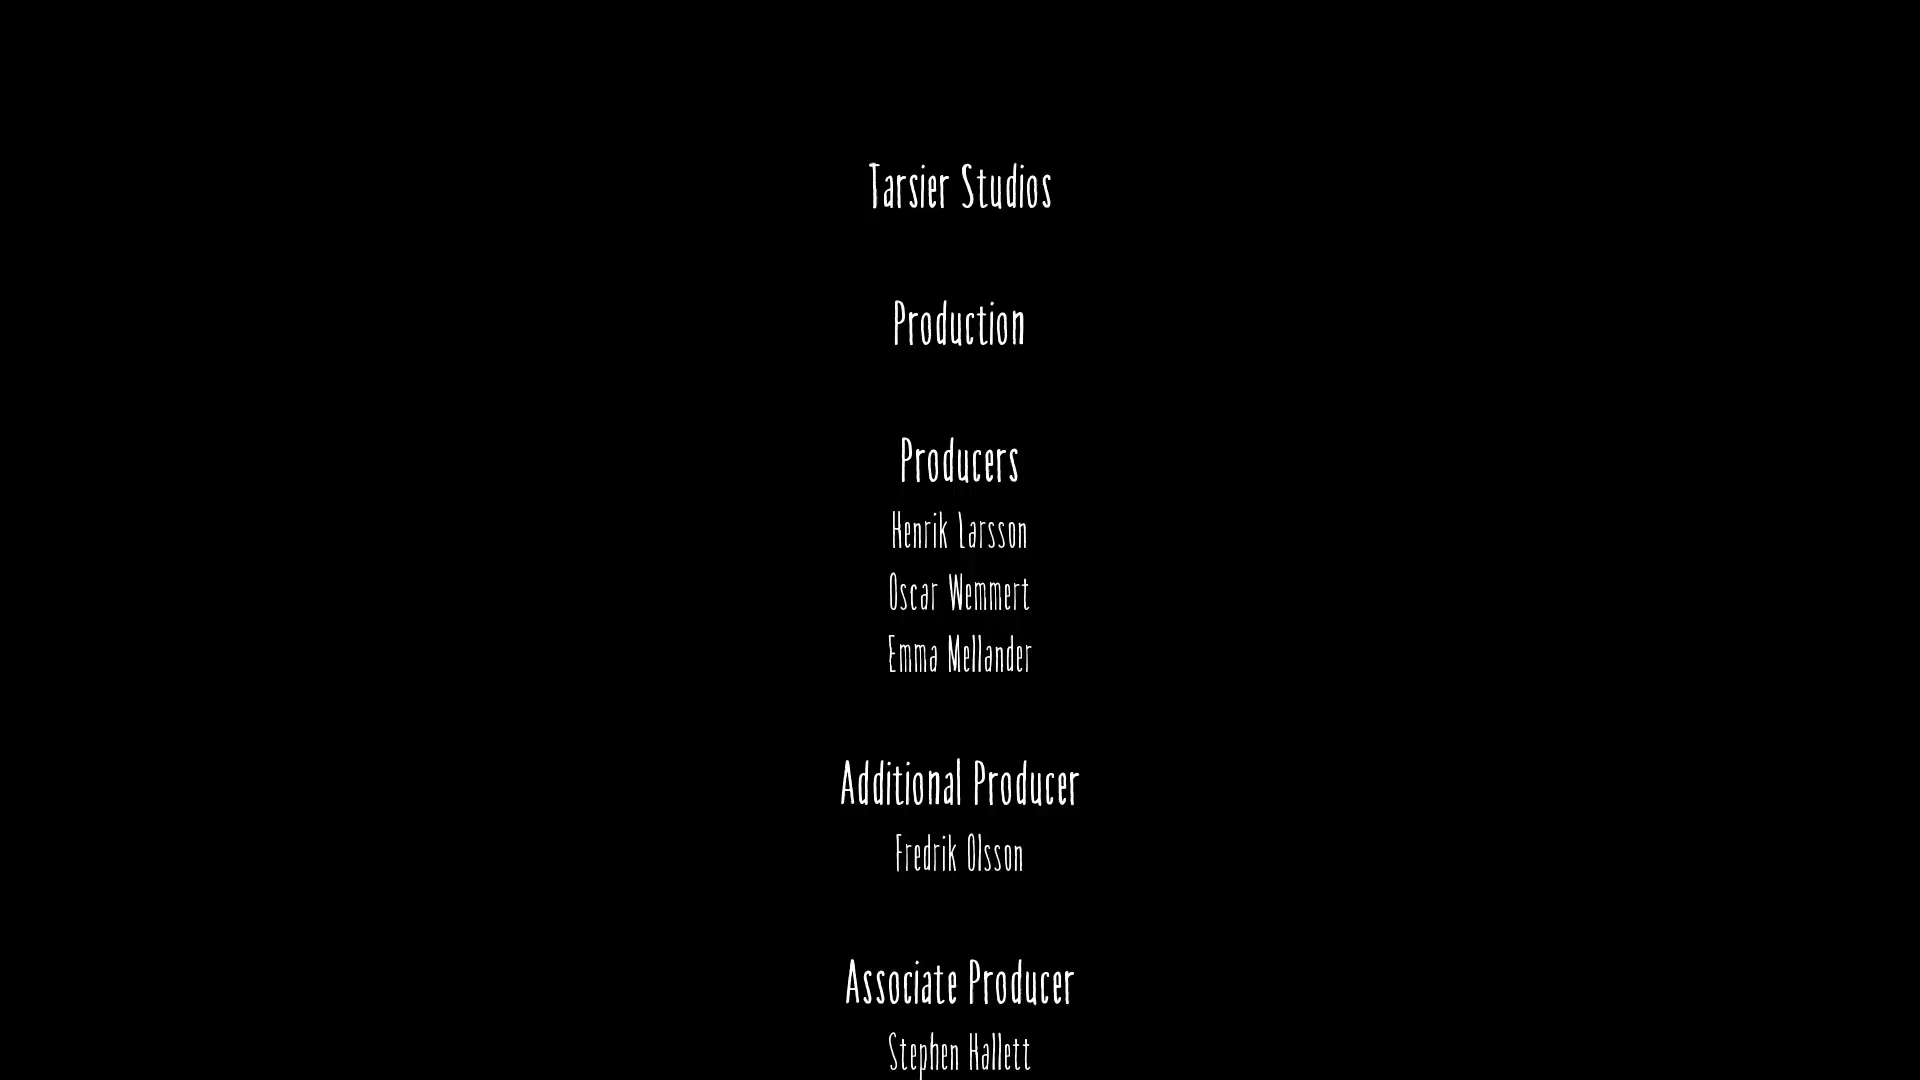 Tarsier Studios
Production
Producers
Henrik Larsson
Oscar Wemmert
Emma Mellander
Additional Producer
Fredrik Olsson
Associate Producer
Stephen Hallett